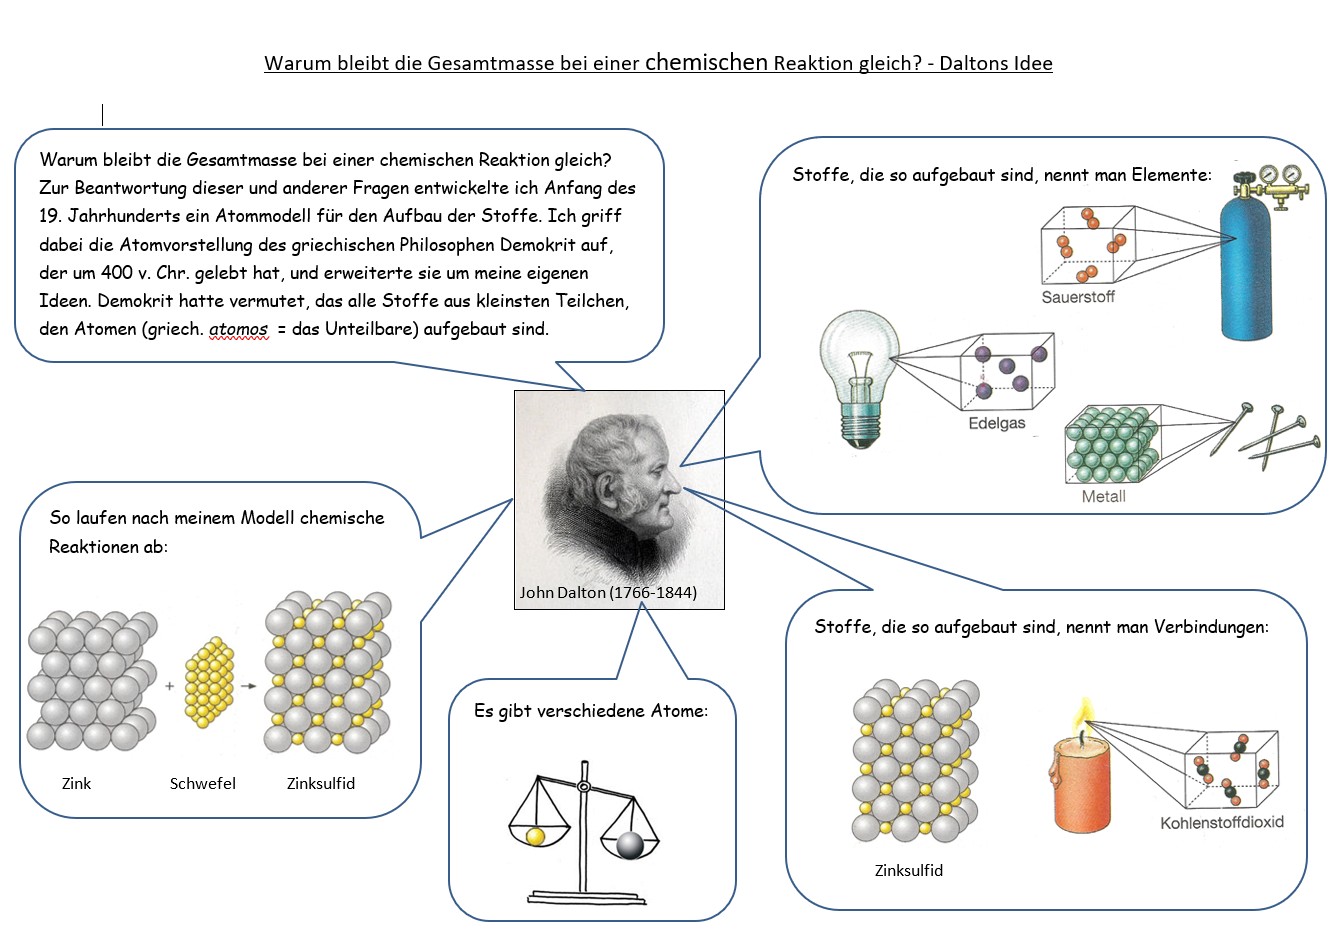 Warum bleibt die Gesamtmasse bei einer chemischen Reaktion gleich? - Daltons Idee
Warum bleibt die Gesamtmasse bei einer chemischen Reaktion gleich?
Zur Beantwortung dieser und anderer Fragen entwickelte ich Anfang des
19. Jahrhunderts ein Atommodell für den Aufbau der Stoffe. Ich griff
dabei die Atomvorstellung des griechischen Philosophen Demokrit auf,
der um 400 v. Chr. gelebt hat, und erweiterte sie um meine eigenen
Ideen. Demokrit hatte vermutet, das alle Stoffe aus kleinsten Teilchen,
den Atomen (griech. atomos = das Unteilbare) aufgebaut sind.
Stoffe, die so aufgebaut sind, nennt man Elemente:
Sauerstoff
Edelgas
Metall
John Dalton (1766-1844)
So laufen nach meinem Modell chemische
Reaktionen ab:
+
Zink
Schwefel
Zinksulfid
Es gibt verschiedene Atome:
Stoffe, die so aufgebaut sind, nennt man Verbindungen:
Kohlenstoffdioxid
Zinksulfid